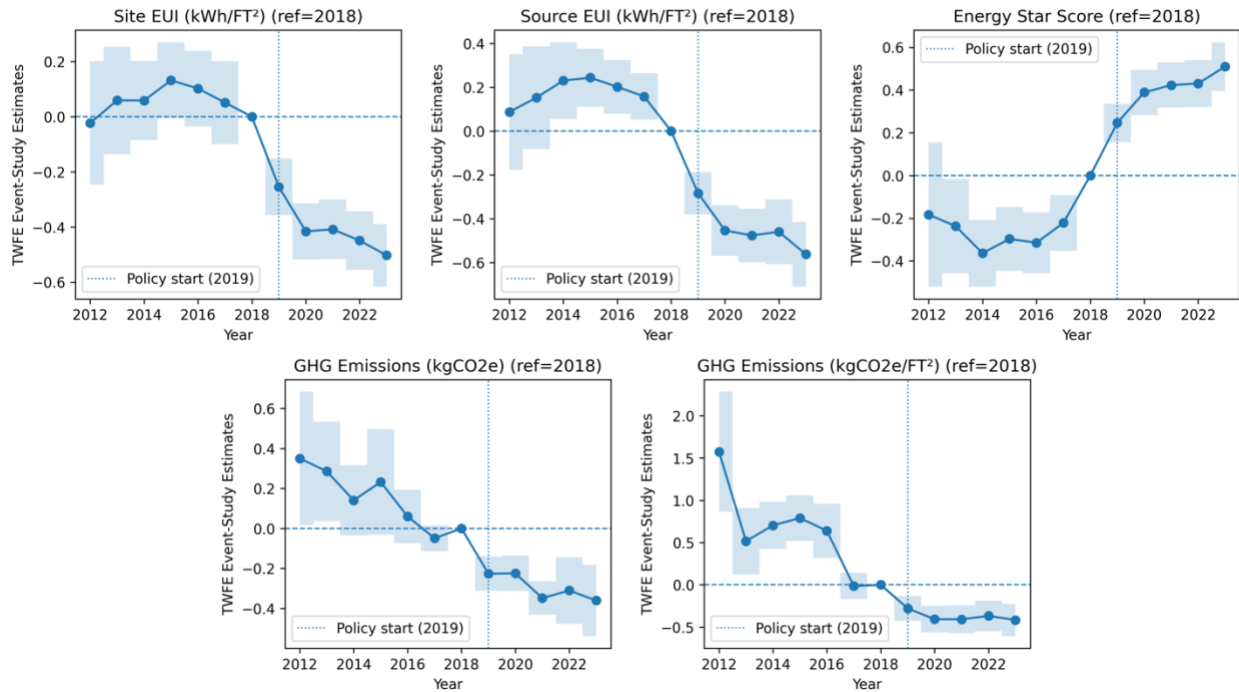 Site EUI (kWh/FT²) (ref=2018)
TWFE Event-Study Estimates
0.2
0.0
−0.2
−0.4
−0.6
Policy start (2019)
2012 2014 2016 2018 2020 2022
Year
Source EUI (kWh/FT²) (ref=2018)
TWFE Event-Study Estimates
0.4
0.2
0.0
−0.2
−0.4
−0.6
Policy start (2019)
2012 2014 2016 2018 2020 2022
Year
Energy Star Score (ref=2018)
TWFE Event-Study Estimates
0.6
0.4
0.2
0.0
−0.2
−0.4
Policy start (2019)
2012 2014 2016 2018 2020 2022
Year
GHG Emissions (kgCO2e) (ref=2018)
TWFE Event-Study Estimates
0.6
0.4
0.2
0.0
−0.2
−0.4
Policy start (2019)
2012 2014 2016 2018 2020 2022
Year
GHG Emissions (kgCO2e/FT²) (ref=2018)
TWFE Event-Study Estimates
2.0
1.5
1.0
0.5
0.0
−0.5
Policy start (2019)
2012 2014 2016 2018 2020 2022
Year